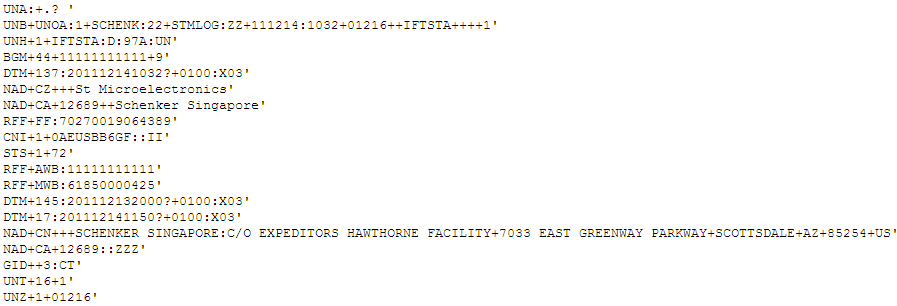 UNA:+.? '
UNB+UNOA:1+SCHENK:22+STMLOG:ZZ+111214:1032+01216++IFTSTA++++1'
UNH+1+IFTSTA:D:97A:UN'
BGM+44+11111111111+9'
DTM+137:201112141032?+0100:X03'
NAD+CZ+++St Microelectronics'
NAD+CA+12689++Schenker Singapore'
RFF+FF:70270019064389'
CNI+1+0AEUSBB6GF::II'
STS+1+72'
RFF+AWB:11111111111'
RFF+MWB:61850000425'
DTM+145:201112132000?+0100:X03'
DTM+17:201112141150?+0100:X03'
NAD+CN+++SCHENKER SINGAPORE:C/O EXPEDITORS HAWTHORNE FACILITY+7033 EAST GREENWAY PARKWAY+SCOTTSDALE+AZ+85254+US'
NAD+CA+12689::ZZZ'
GID++3:CT'
UNT+16+1'
UNZ+1+01216'